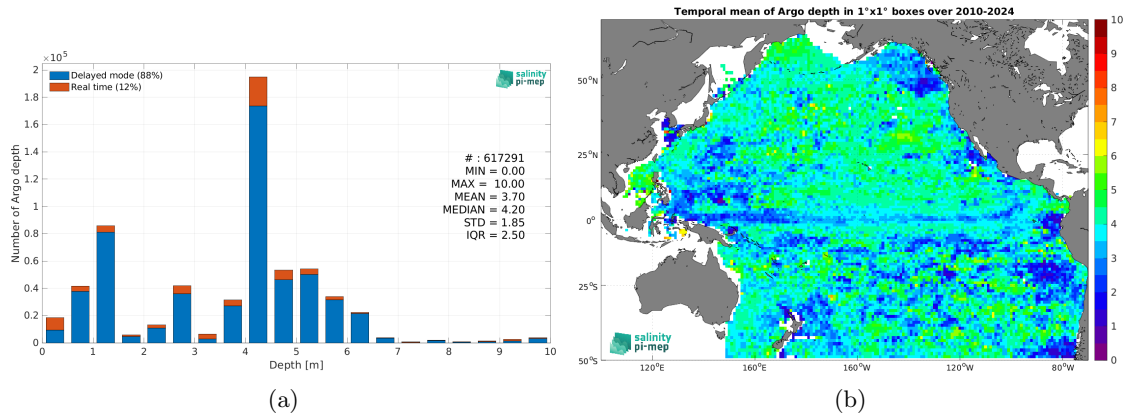 ×10⁵
Delayed mode (88%)
Real time (12%)
salinity
pi-mep
2
1.8
1.6
1.4
1.2
1
0.8
0.6
0.4
0.2
0
Number of Argo depth
# : 617291
MIN = 0.00
MAX = 10.00
MEAN = 3.70
MEDIAN = 4.20
STD = 1.85
IQR = 2.50
0 1 2 3 4 5 6 7 8 9 10
Depth [m]
(a)
Temporal mean of Argo depth in 1°x1° boxes over 2010-2024
50°N
25°N
0°
25°S
50°S
120°E 160°E 160°W 120°W 80°W
salinity
pi-mep
10
9
8
7
6
5
4
3
2
1
0
(b)